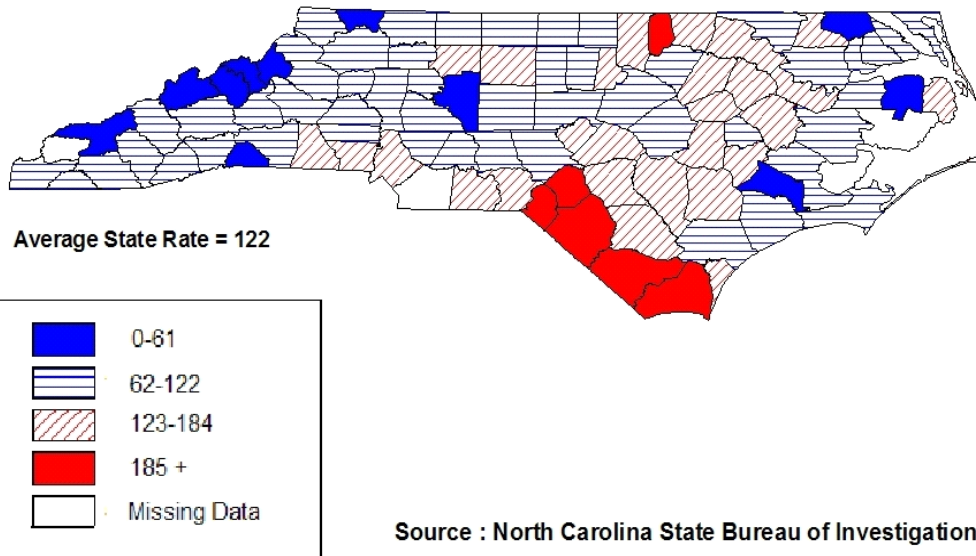 Average State Rate = 122
0-61
62-122
123-184
185 +
Missing Data
Source : North Carolina State Bureau of Investigation